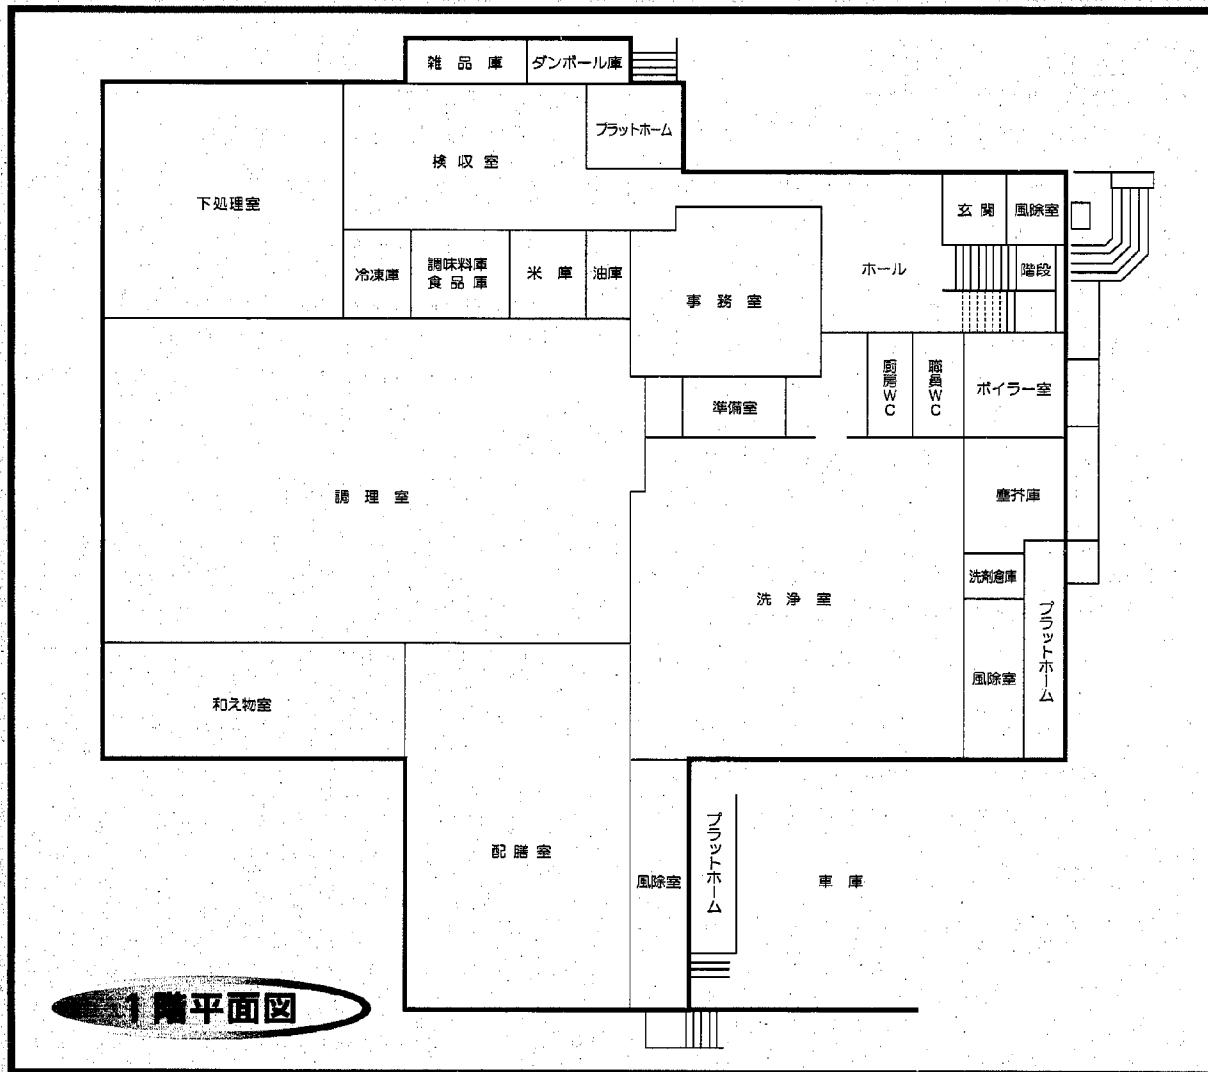 雑品庫
ダンボール庫
プラットホーム
検収室
下処理室
玄関
風除室
冷凍庫
調味料庫
食品庫
米庫
油庫
事務室
ホール
階段
準備室
厨房WC
職員WC
ボイラー室
調理室
塵芥庫
洗剤倉庫
洗浄室
プラットホーム
風除室
和え物室
配膳室
風除室
プラットホーム
車庫
1階平面図